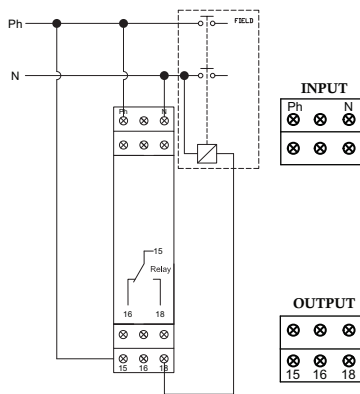 Ph
FIELD
N
Ph N
15
Relay
16 18
15 16 18
INPUT
Ph N
OUTPUT
15 16 18